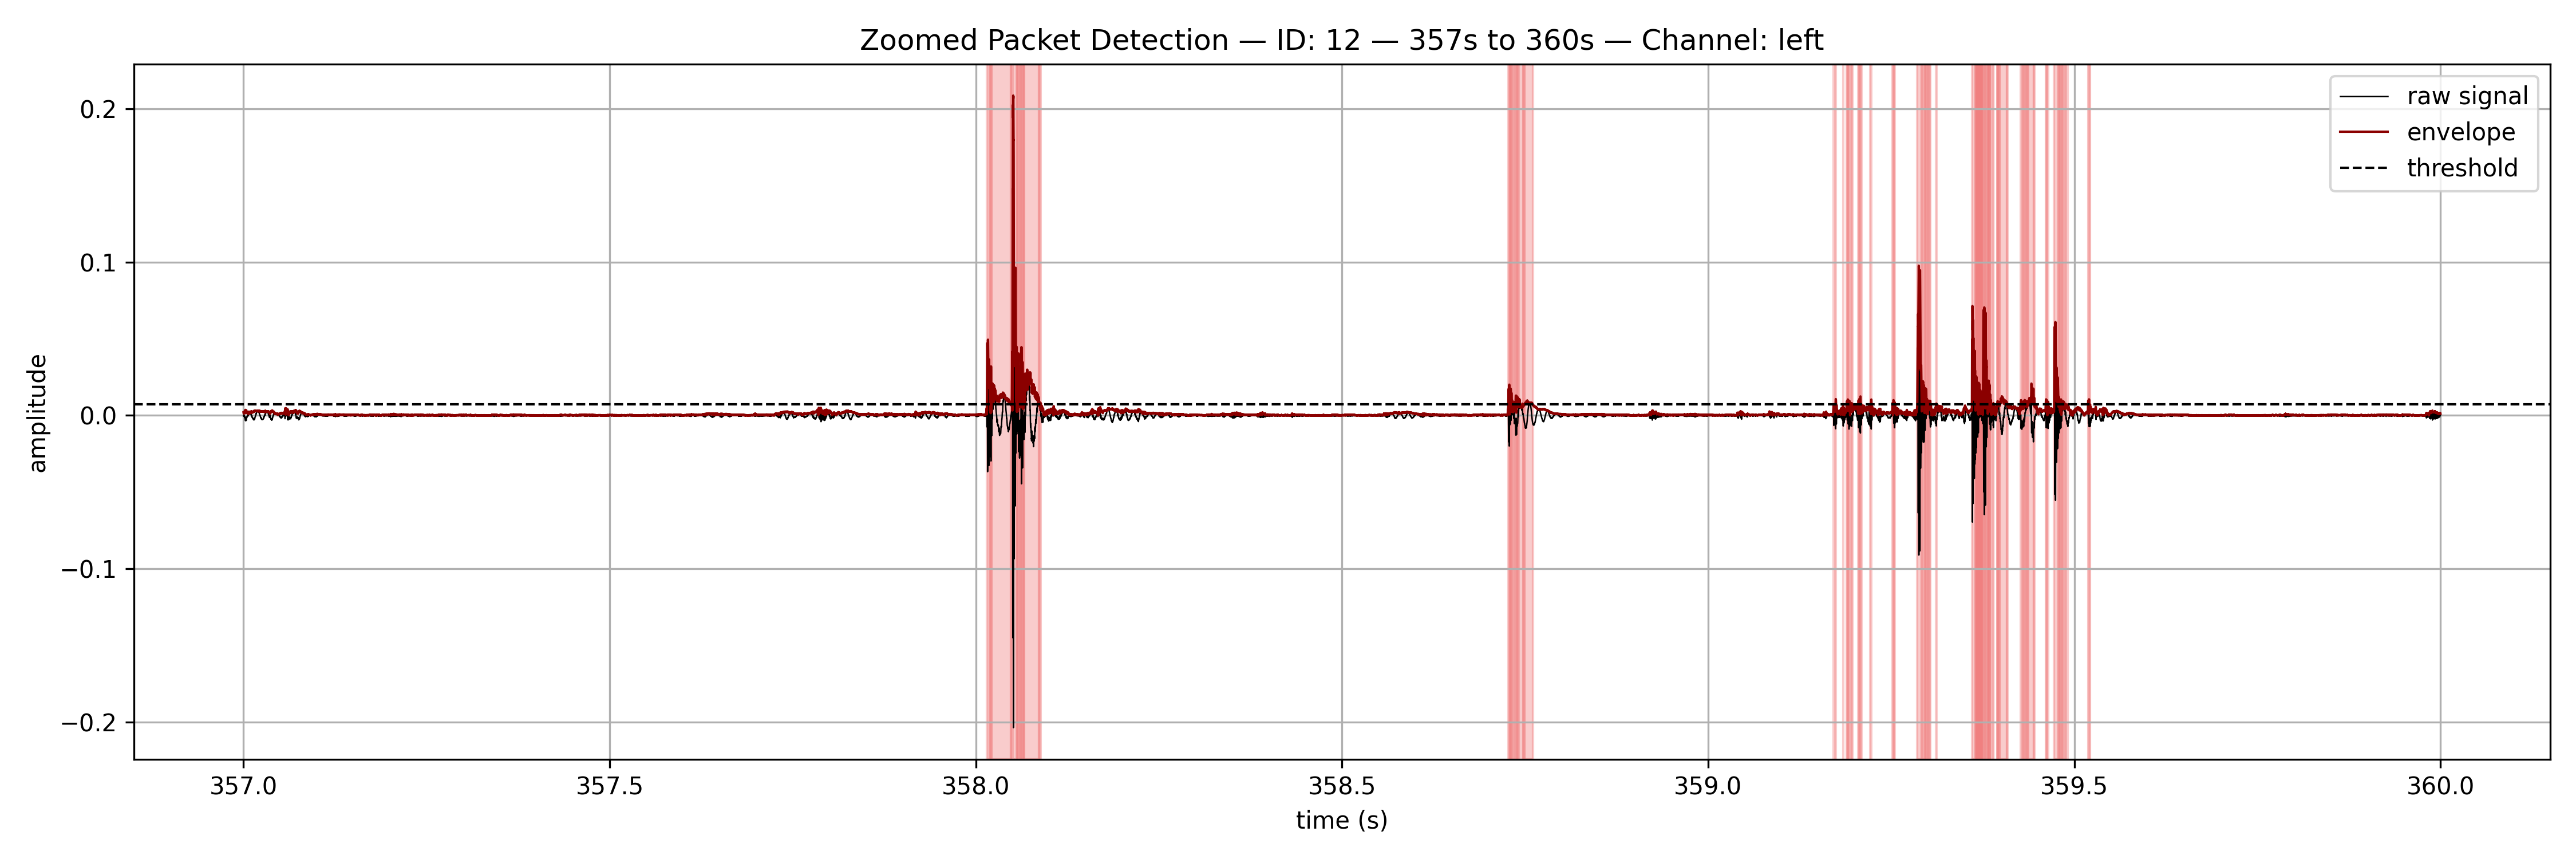 Zoomed Packet Detection — ID: 12 — 357s to 360s — Channel: left
raw signal
envelope
threshold
amplitude
0.2
0.1
0.0
−0.1
−0.2
357.0 357.5 358.0 358.5 359.0 359.5 360.0
time (s)